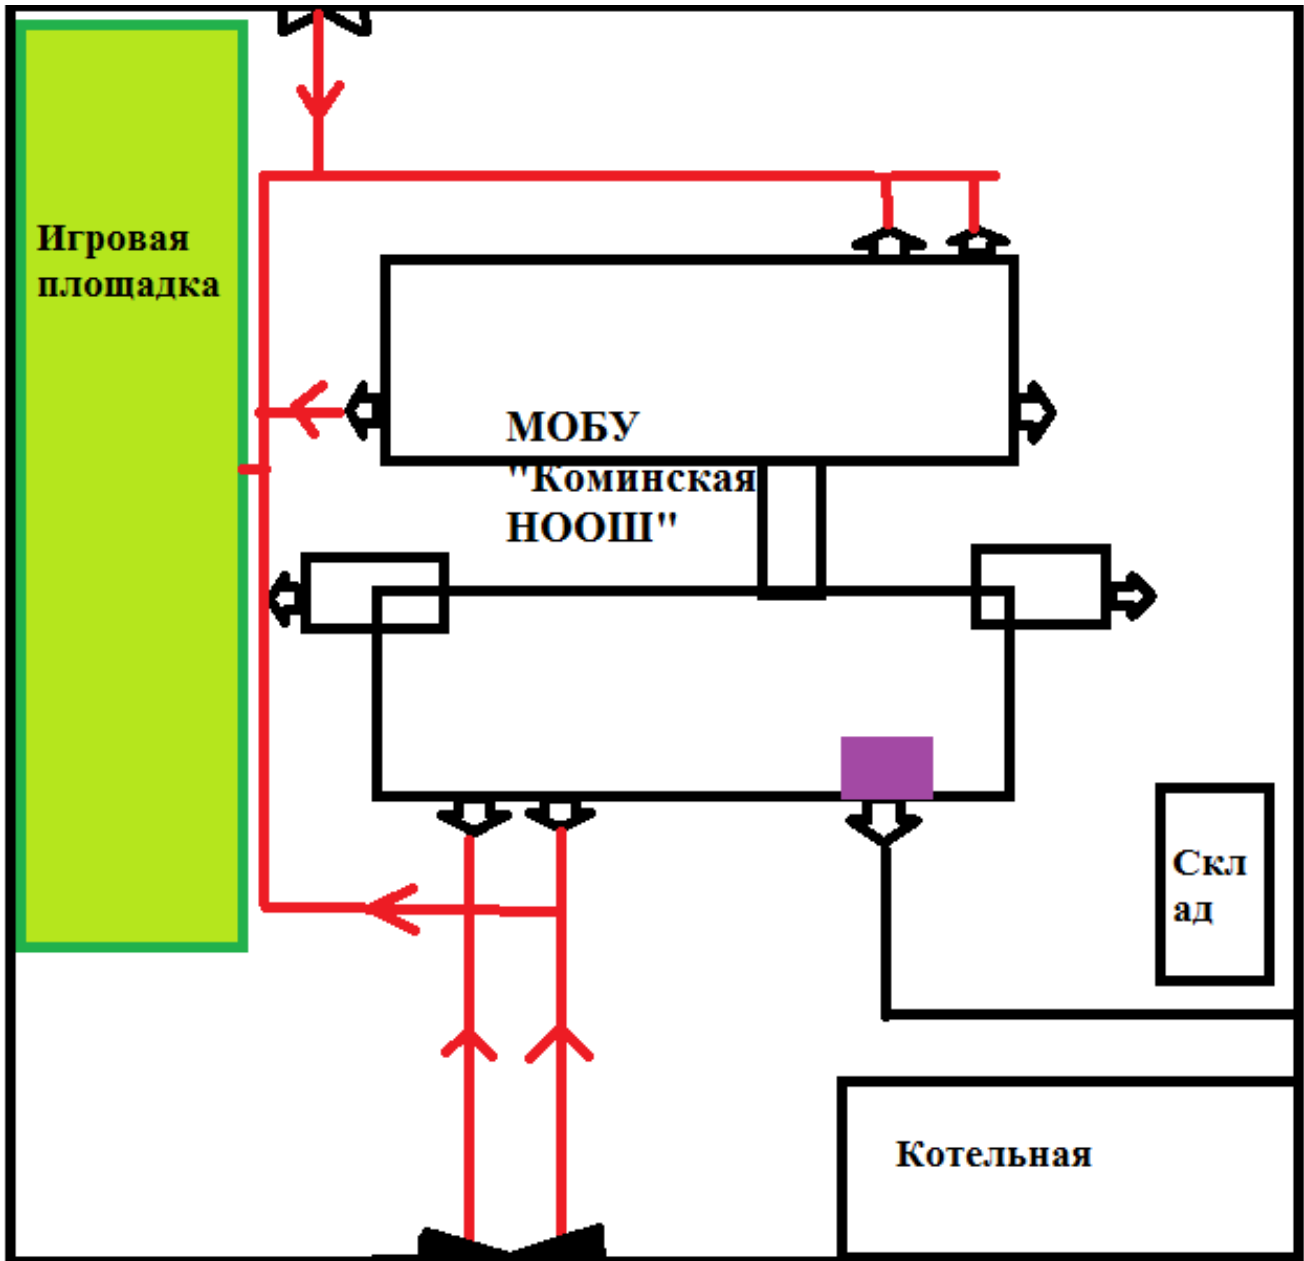 Игровая
площадка
МОБУ
"Коминская
НООШ"
Скл
ад
Котельная